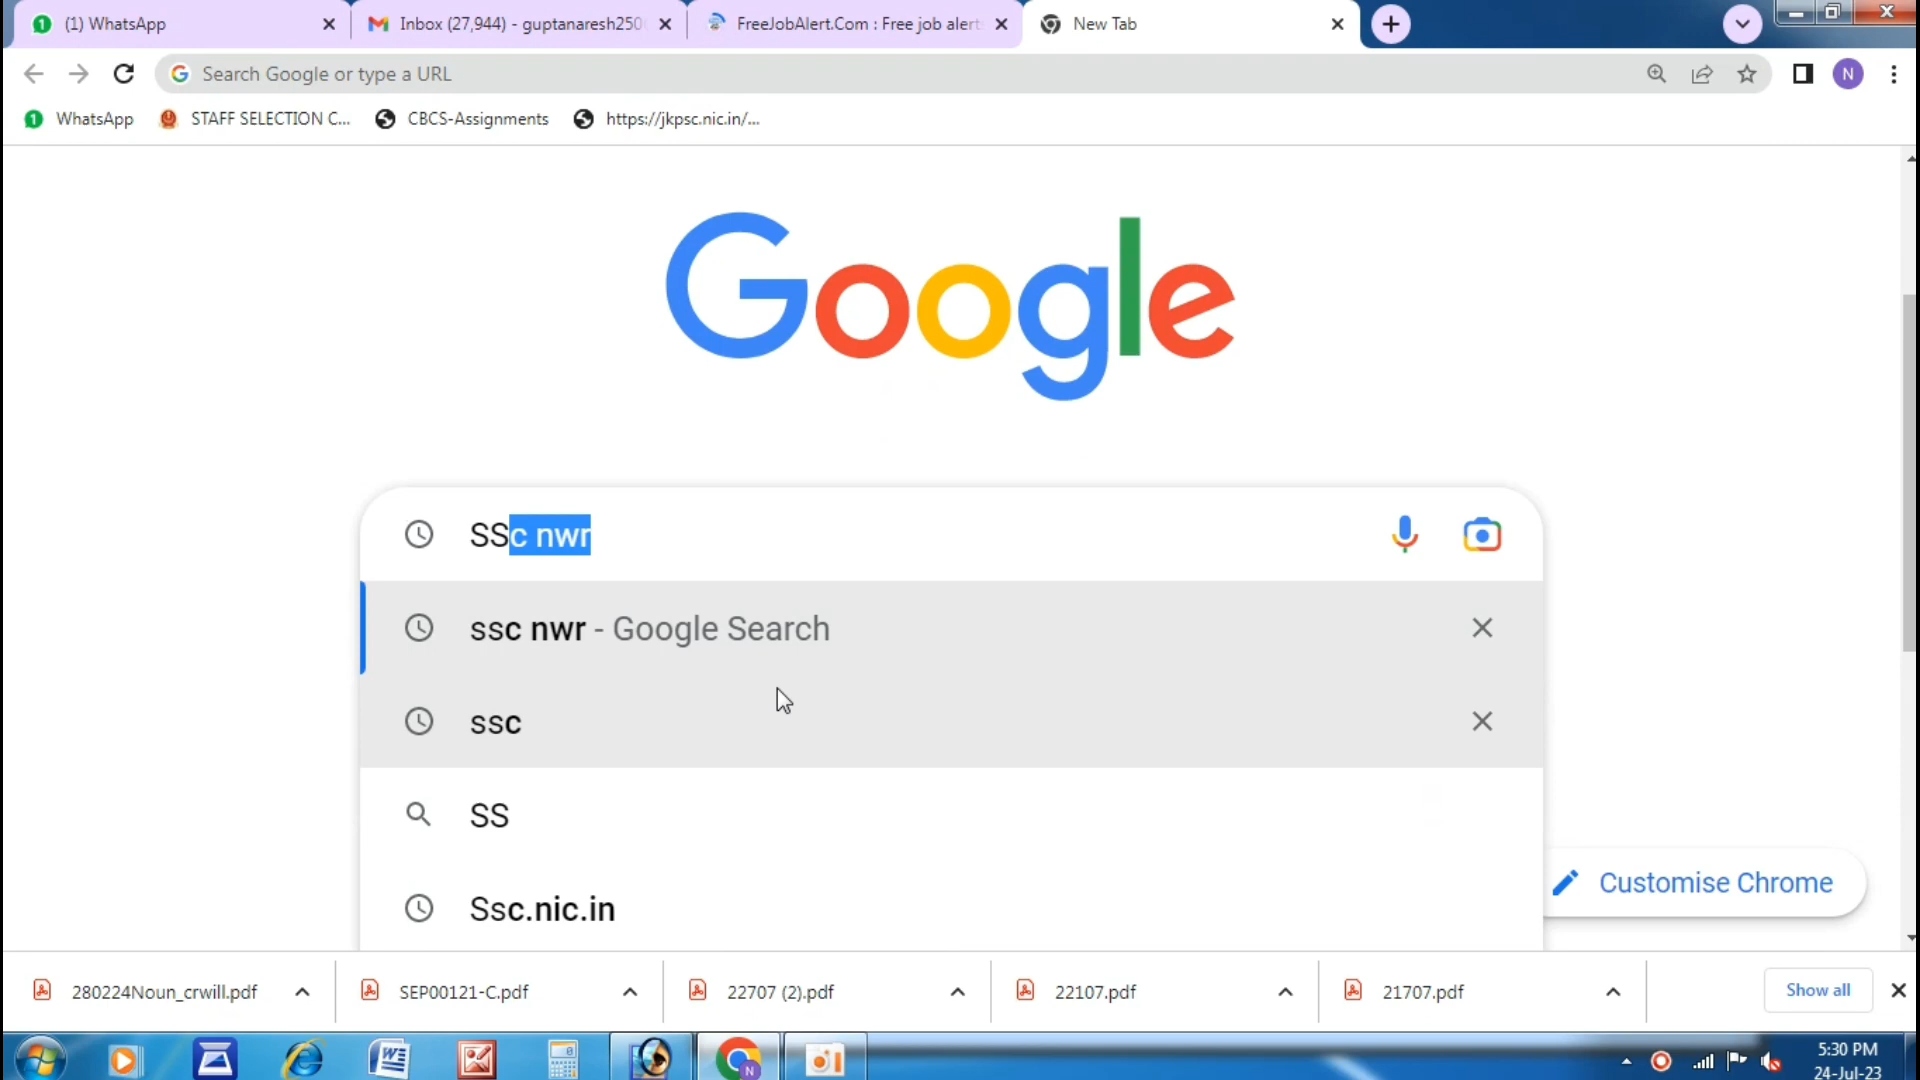 (1) WhatsApp
Inbox (27,944) - guptanaresh250
FreeJobAlert.Com : Free job alert
New Tab
Search Google or type a URL
N
WhatsApp
STAFF SELECTION C...
CBCS-Assignments
https://jkpsc.nic.in/...
Google
SSc nwr
ssc nwr - Google Search
ssc
SS
Ssc.nic.in
Customise Chrome
280224Noun_crwill.pdf
SEP00121-C.pdf
22707 (2).pdf
22107.pdf
21707.pdf
Show all
5:30 PM
24-Jul-23